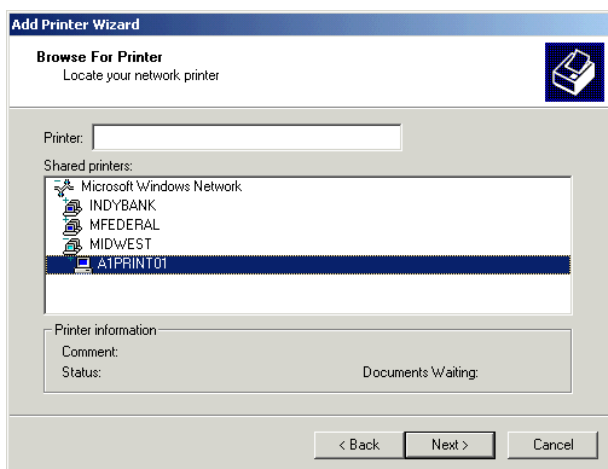 Add Printer Wizard
Browse For Printer
Locate your network printer
Printer:
Shared printers:
Microsoft Windows Network
INDYBANK
MFEDERAL
MIDWEST
A1PRINT01
Printer information
Comment:
Status: Documents Waiting:
< Back Next > Cancel